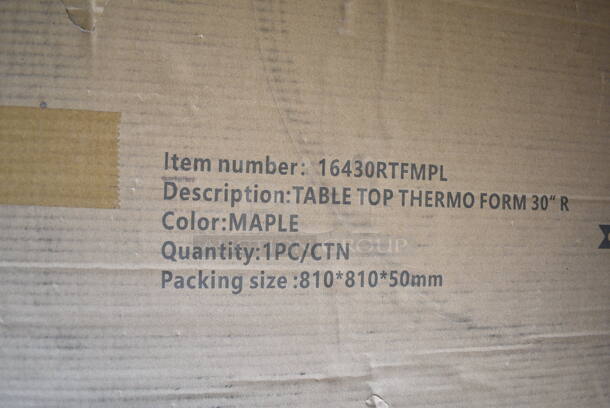 Item number: 16430RTFMPL
Description:TABLE TOP THERMO FORM 30" R
Color:MAPLE
Quantity:1PC/CTN
Packing size :810*810*50mm